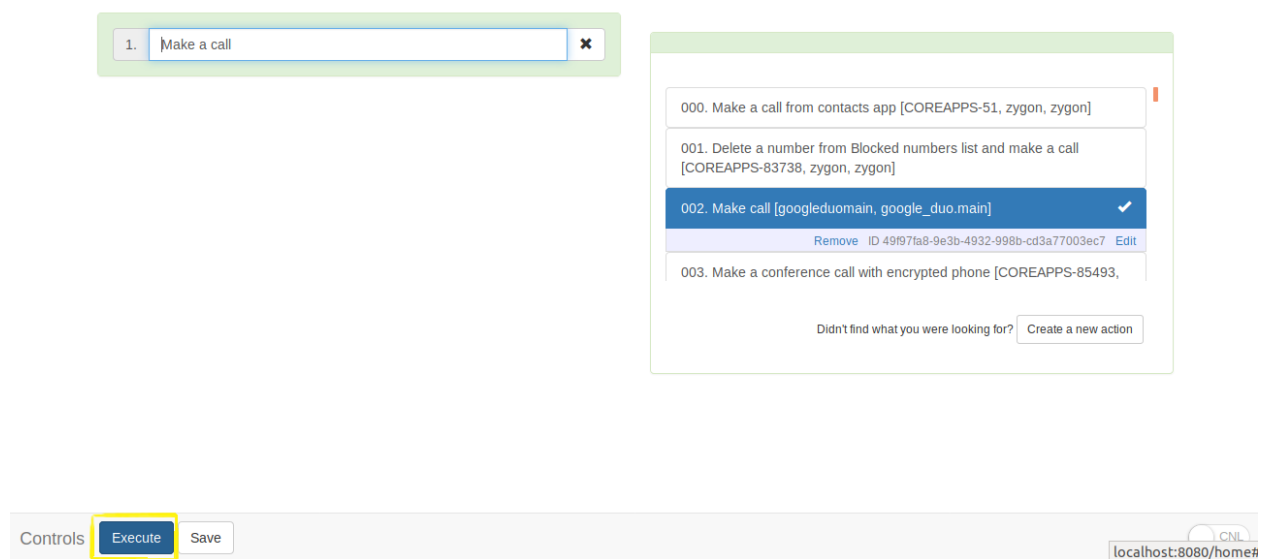 1. Make a call ✖
000. Make a call from contacts app [COREAPPS-51, zygon, zygon]
001. Delete a number from Blocked numbers list and make a call
[COREAPPS-83738, zygon, zygon]
002. Make call [googleduomain, google_duo.main] ✔
Remove ID 49f97fa8-9e3b-4932-998b-cd3a77003ec7 Edit
003. Make a conference call with encrypted phone [COREAPPS-85493,
Didn't find what you were looking for? Create a new action
Controls Execute Save CNL
localhost:8080/home#